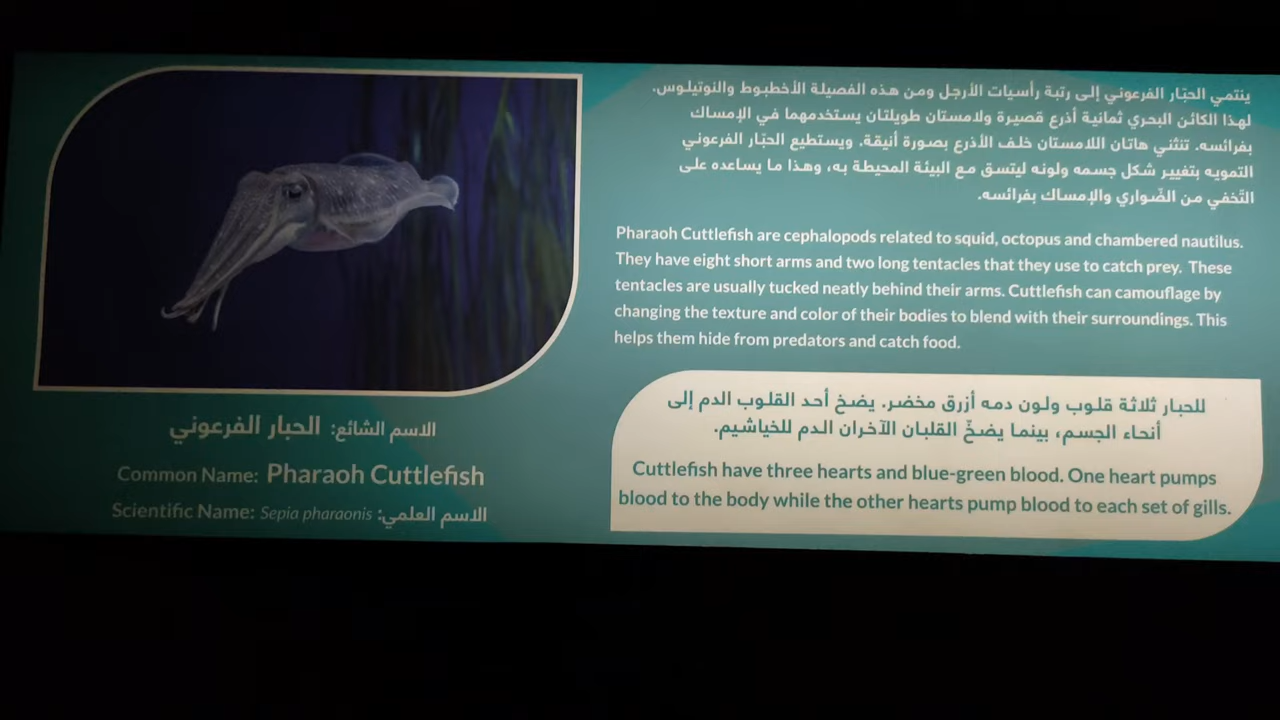 ينتمي الحبّار الفرعوني إلى رتبة رأسيات الأرجل ومن هذه الفصيلة الأخطبوط والنوتيلوس.
لهذا الكائن البحري ثمانية أذرع قصيرة ولامستان طويلتان يستخدمهما في الإمساك
بفرائسه. تنثني هاتان اللامستان خلف الأذرع بصورة أنيقة. ويستطيع الحبّار الفرعوني
التمويه بتغيير شكل جسمه ولونه ليتسق مع البيئة المحيطة به، وهذا ما يساعده على
التّخفي من الضّواري والإمساك بفرائسه.
Pharaoh Cuttlefish are cephalopods related to squid, octopus and chambered nautilus.
They have eight short arms and two long tentacles that they use to catch prey. These
tentacles are usually tucked neatly behind their arms. Cuttlefish can camouflage by
changing the texture and color of their bodies to blend with their surroundings. This
helps them hide from predators and catch food.
للحبار ثلاثة قلوب ولون دمه أزرق مخضر. يضخ أحد القلوب الدم إلى
أنحاء الجسم، بينما يضخّ القلبان الآخران الدم للخياشيم.
Cuttlefish have three hearts and blue-green blood. One heart pumps
blood to the body while the other hearts pump blood to each set of gills.
الاسم الشائع: الحبار الفرعوني
Common Name: Pharaoh Cuttlefish
Scientific Name: Sepia pharaonis الاسم العلمي: